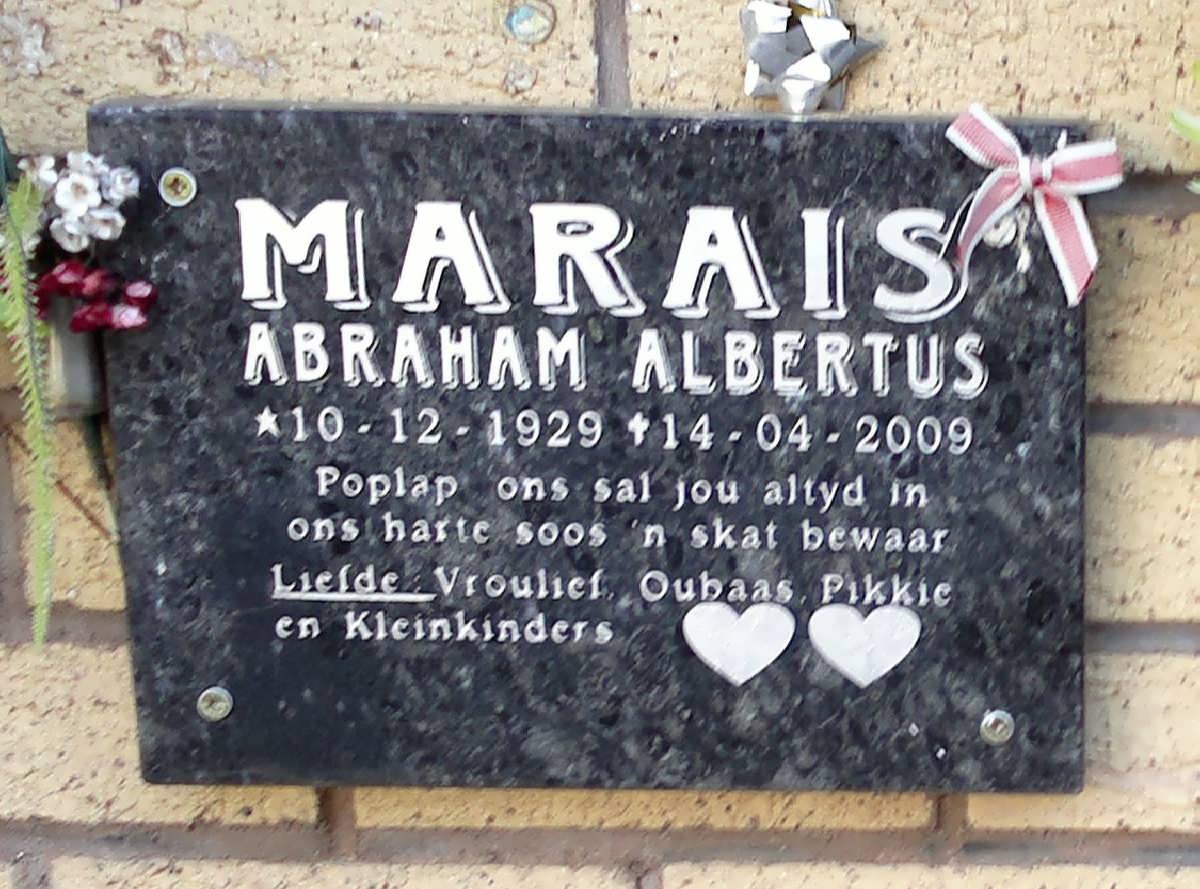 MARAIS
ABRAHAM ALBERTUS
★10-12-1929 ✝14-04-2009
Poplap ons sal jou altyd in
ons harte soos 'n skat bewaar
Liefde: Vroulief, Oubaas, Pikkie
en Kleinkinders